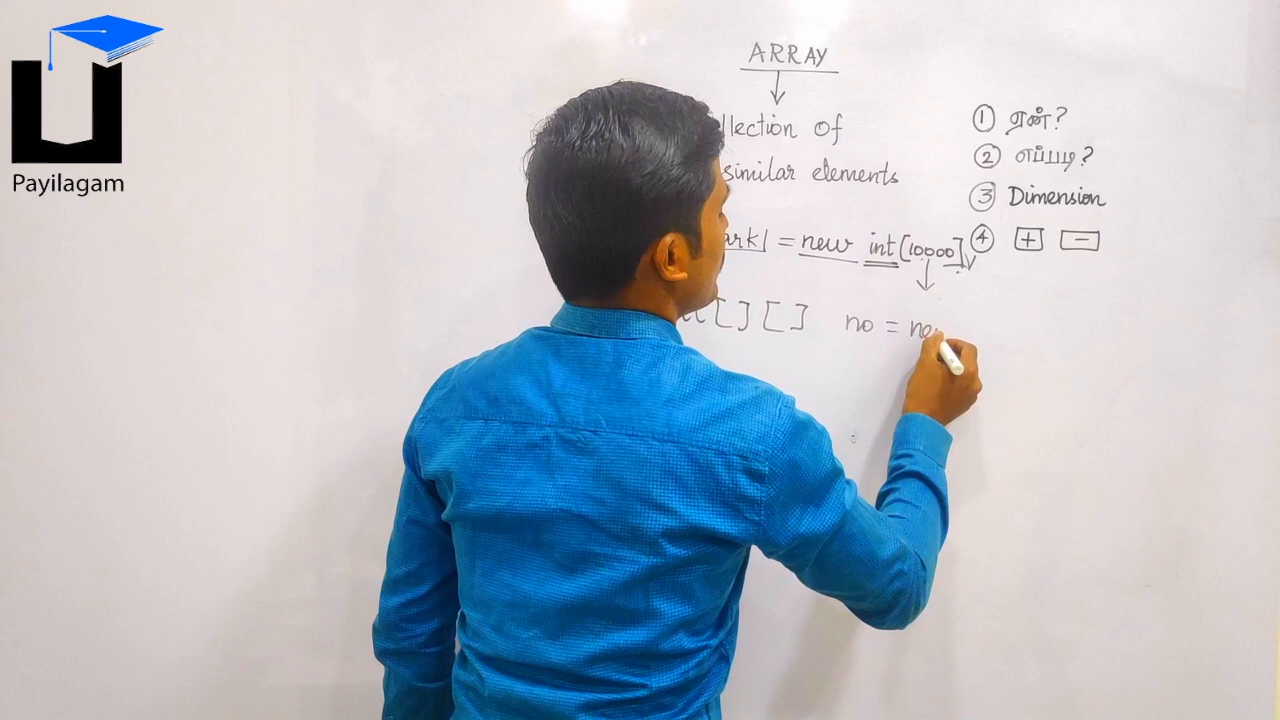 Payilagam
ARRAY
llection of
similar elements
ark1 = new int[10000]
[] [] no = ne
① ஏன்?
② எப்படி?
③ Dimension
④ + -